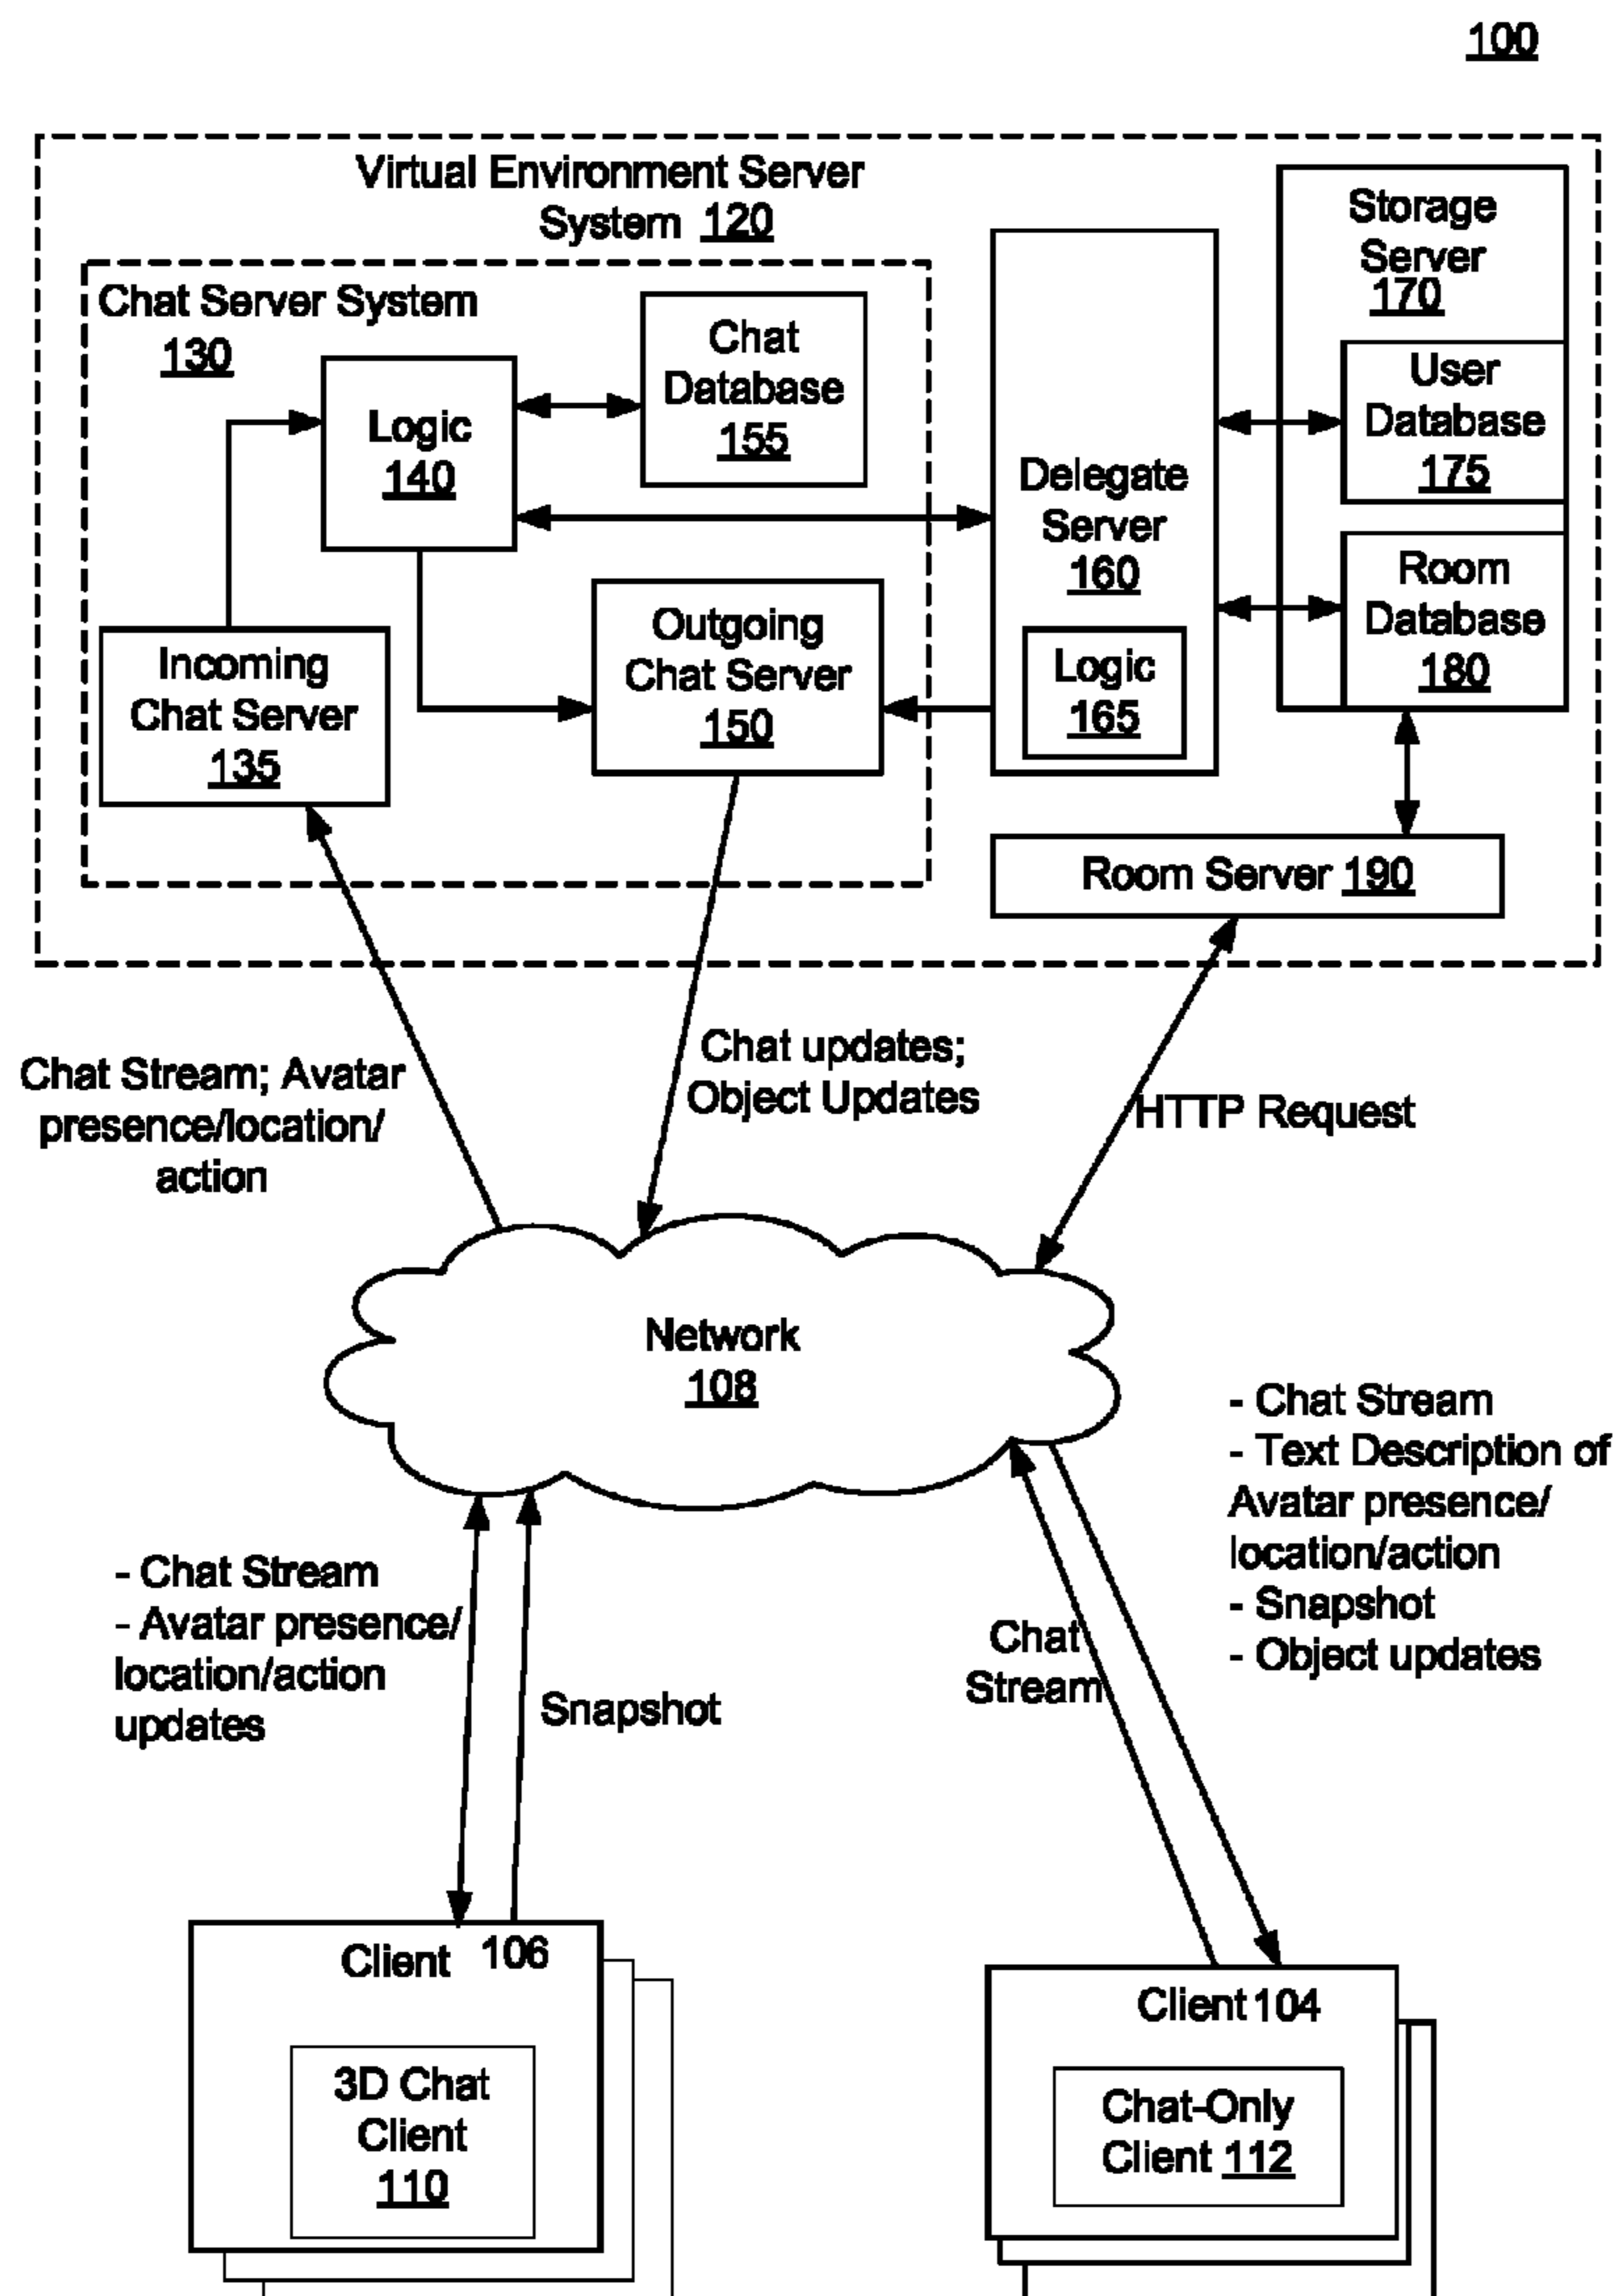 100
Virtual Environment Server
System 120
Chat Server System
130
Logic
140
Chat
Database
155
Incoming
Chat Server
135
Outgoing
Chat Server
150
Delegate
Server
160
Logic
165
Storage
Server
170
User
Database
175
Room
Database
180
Room Server 190
Chat Stream; Avatar
presence/location/
action
Chat updates;
Object Updates
HTTP Request
Network
108
- Chat Stream
- Avatar presence/
location/action
updates
Snapshot
Chat
Stream
- Chat Stream
- Text Description of
Avatar presence/
location/action
- Snapshot
- Object updates
Client 106
3D Chat
Client
110
Client 104
Chat-Only
Client 112